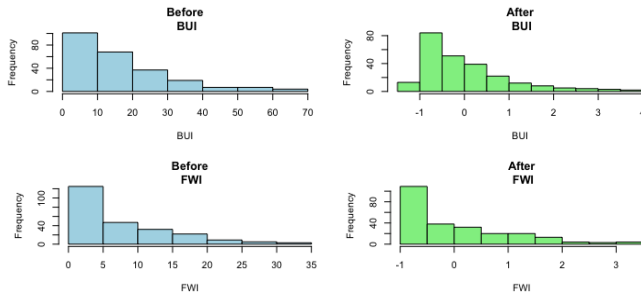 Before
BUI
Frequency
0 40 80
0 10 20 30 40 50 60 70
BUI
After
BUI
Frequency
0 40 80
-1 0 1 2 3 4
BUI
Before
FWI
Frequency
0 40 100
0 5 10 15 20 25 30 35
FWI
After
FWI
Frequency
0 40 80
-1 0 1 2 3
FWI